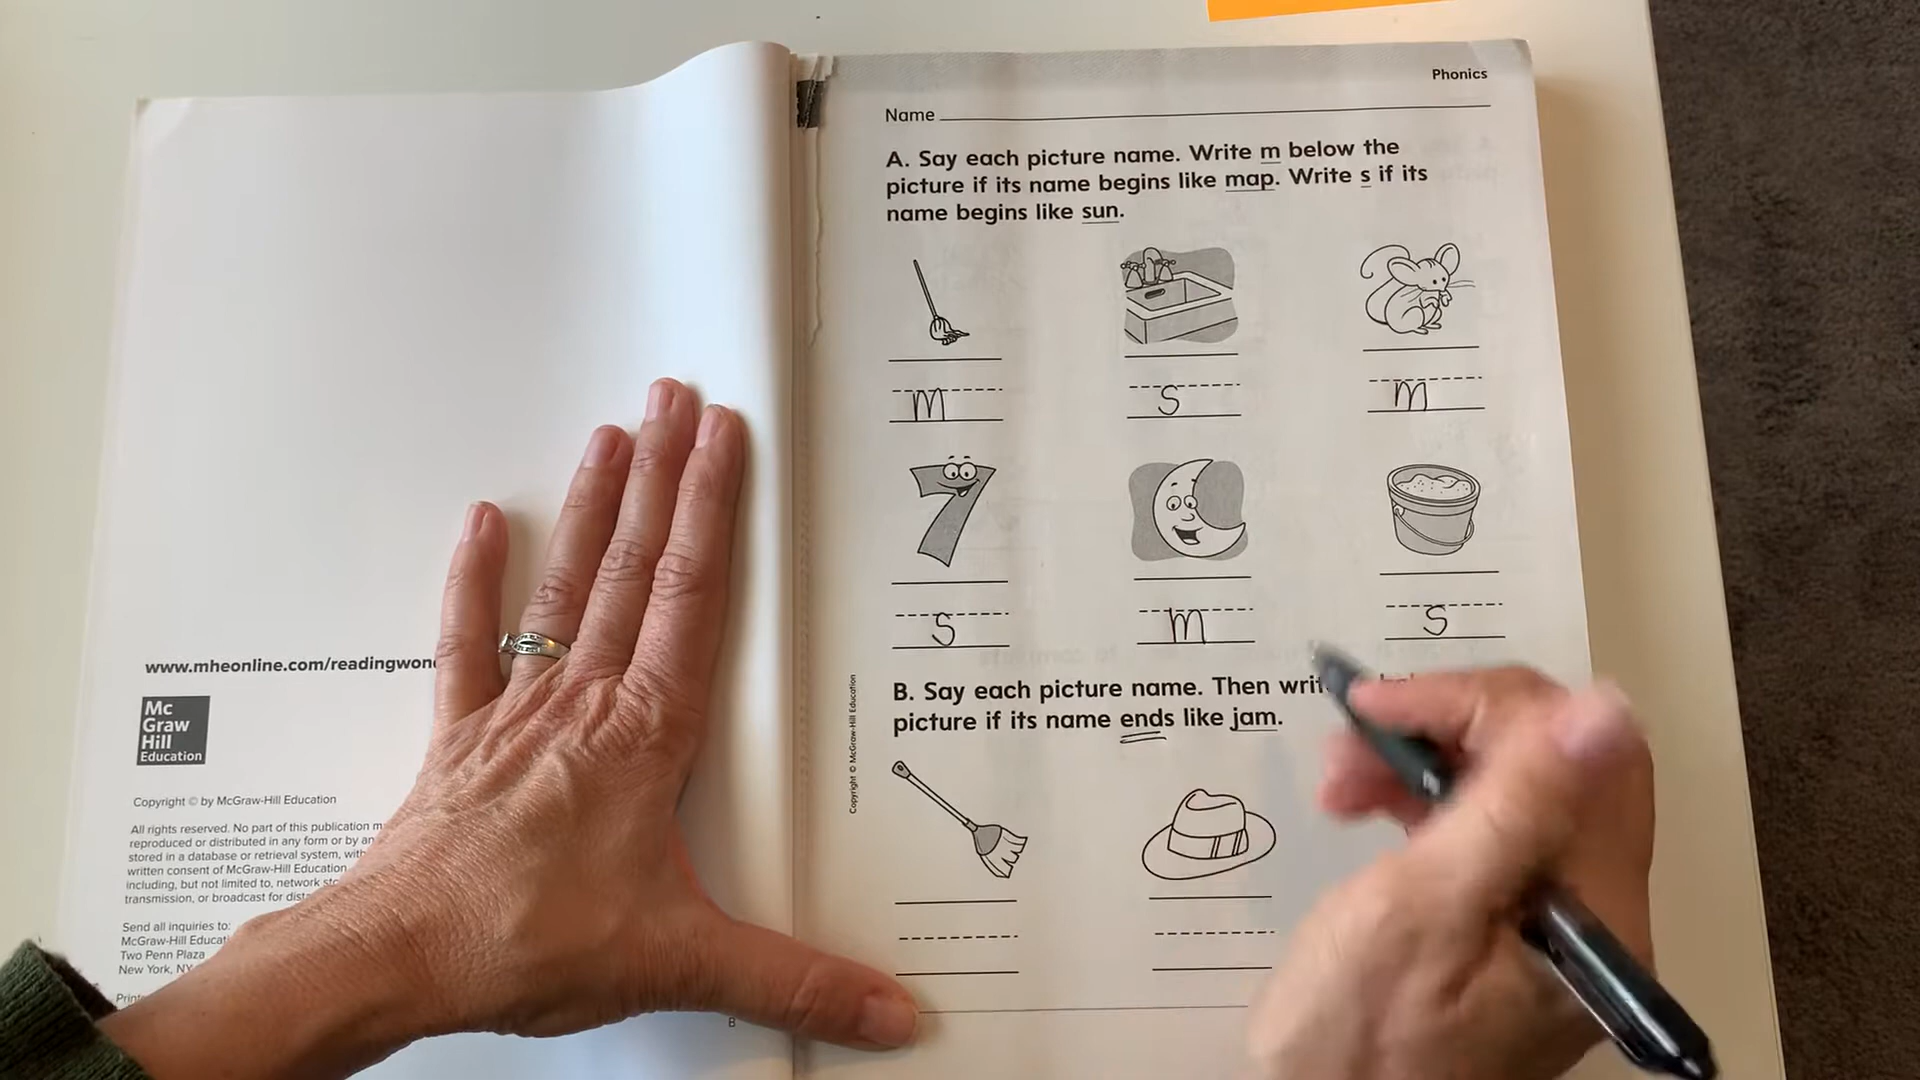 Phonics
Name
A. Say each picture name. Write m below the
picture if its name begins like map. Write s if its
name begins like sun.
m s m
7
s m s
B. Say each picture name. Then
picture if its name ends like jam.
Copyright © McGraw-Hill Education
www.mheonline.com/readingwon
Mc
Graw
Hill
Education
Copyright © by McGraw-Hill Education
All rights reserved. No part of this publication m
reproduced or distributed in any form or by an
stored in a database or retrieval system, with
written consent of McGraw-Hill Education
including, but not limited to, network
transmission, or broadcast for
Send all inquiries to:
McGraw-Hill Educati
Two Penn Plaza
New York, NY
B